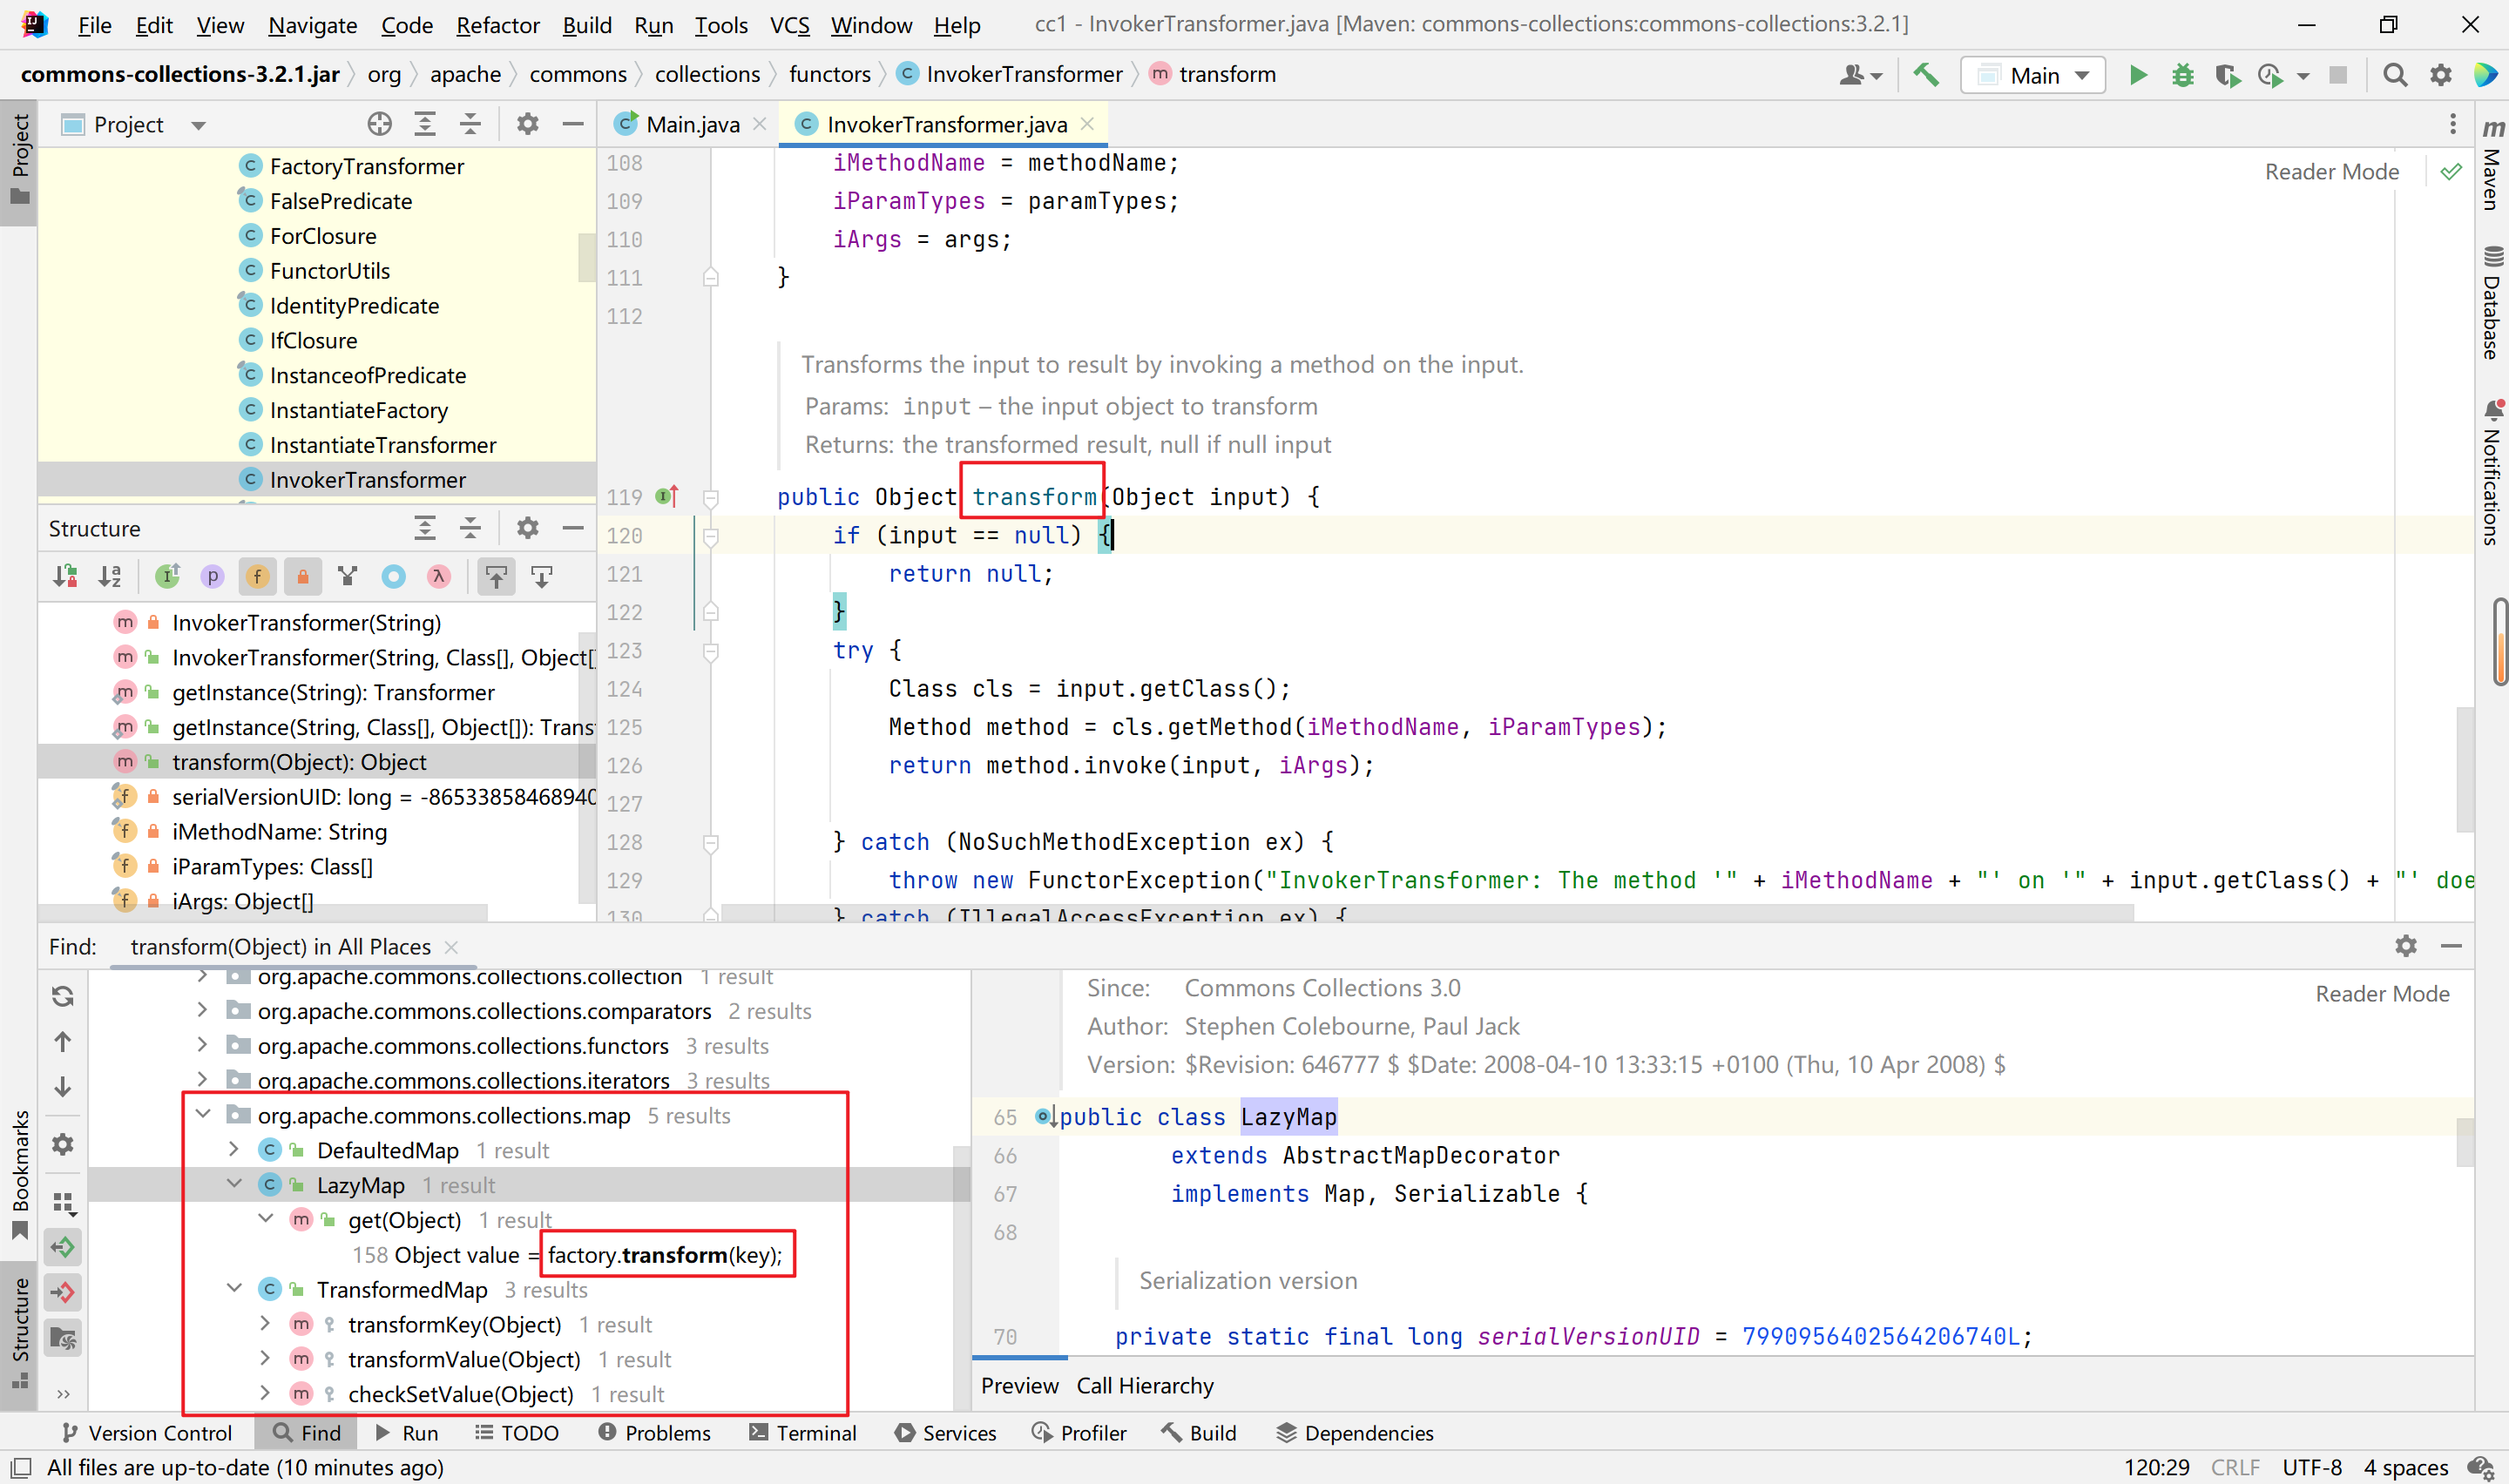 File Edit View Navigate Code Refactor Build Run Tools VCS Window Help cc1 - InvokerTransformer.java [Maven: commons-collections:commons-collections:3.2.1]
commons-collections-3.2.1.jar org apache commons collections functors InvokerTransformer transform Main
Project
Project
FactoryTransformer
FalsePredicate
ForClosure
FunctorUtils
IdentityPredicate
IfClosure
InstanceofPredicate
InstantiateFactory
InstantiateTransformer
InvokerTransformer
Structure
InvokerTransformer(String)
InvokerTransformer(String, Class[], Object[]
getInstance(String): Transformer
getInstance(String, Class[], Object[]): Trans
transform(Object): Object
serialVersionUID: long = -86533858468940
iMethodName: String
iParamTypes: Class[]
iArgs: Object[]
Main.java InvokerTransformer.java
Reader Mode
108 iMethodName = methodName;
109 iParamTypes = paramTypes;
110 iArgs = args;
111 }
112
Transforms the input to result by invoking a method on the input.
Params: input – the input object to transform
Returns: the transformed result, null if null input
119 public Object transform(Object input) {
120 if (input == null) {
121 return null;
122 }
123 try {
124 Class cls = input.getClass();
125 Method method = cls.getMethod(iMethodName, iParamTypes);
126 return method.invoke(input, iArgs);
127
128 } catch (NoSuchMethodException ex) {
129 throw new FunctorException("InvokerTransformer: The method '" + iMethodName + "' on '" + input.getClass() + "' doe
130 } catch (IllegalAccessException ex) {
Maven
Database
Notifications
Find: transform(Object) in All Places
org.apache.commons.collections.collection 1 result
org.apache.commons.collections.comparators 2 results
org.apache.commons.collections.functors 3 results
org.apache.commons.collections.iterators 3 results
org.apache.commons.collections.map 5 results
DefaultedMap 1 result
LazyMap 1 result
get(Object) 1 result
158 Object value = factory.transform(key);
TransformedMap 3 results
transformKey(Object) 1 result
transformValue(Object) 1 result
checkSetValue(Object) 1 result
Bookmarks
Structure
Since: Commons Collections 3.0
Author: Stephen Colebourne, Paul Jack
Version: $Revision: 646777 $ $Date: 2008-04-10 13:33:15 +0100 (Thu, 10 Apr 2008) $
Reader Mode
65 public class LazyMap
66 extends AbstractMapDecorator
67 implements Map, Serializable {
68
Serialization version
70 private static final long serialVersionUID = 7990956402564206740L;
Preview Call Hierarchy
Version Control Find Run TODO Problems Terminal Services Profiler Build Dependencies
All files are up-to-date (10 minutes ago) 120:29 CRLF UTF-8 4 spaces